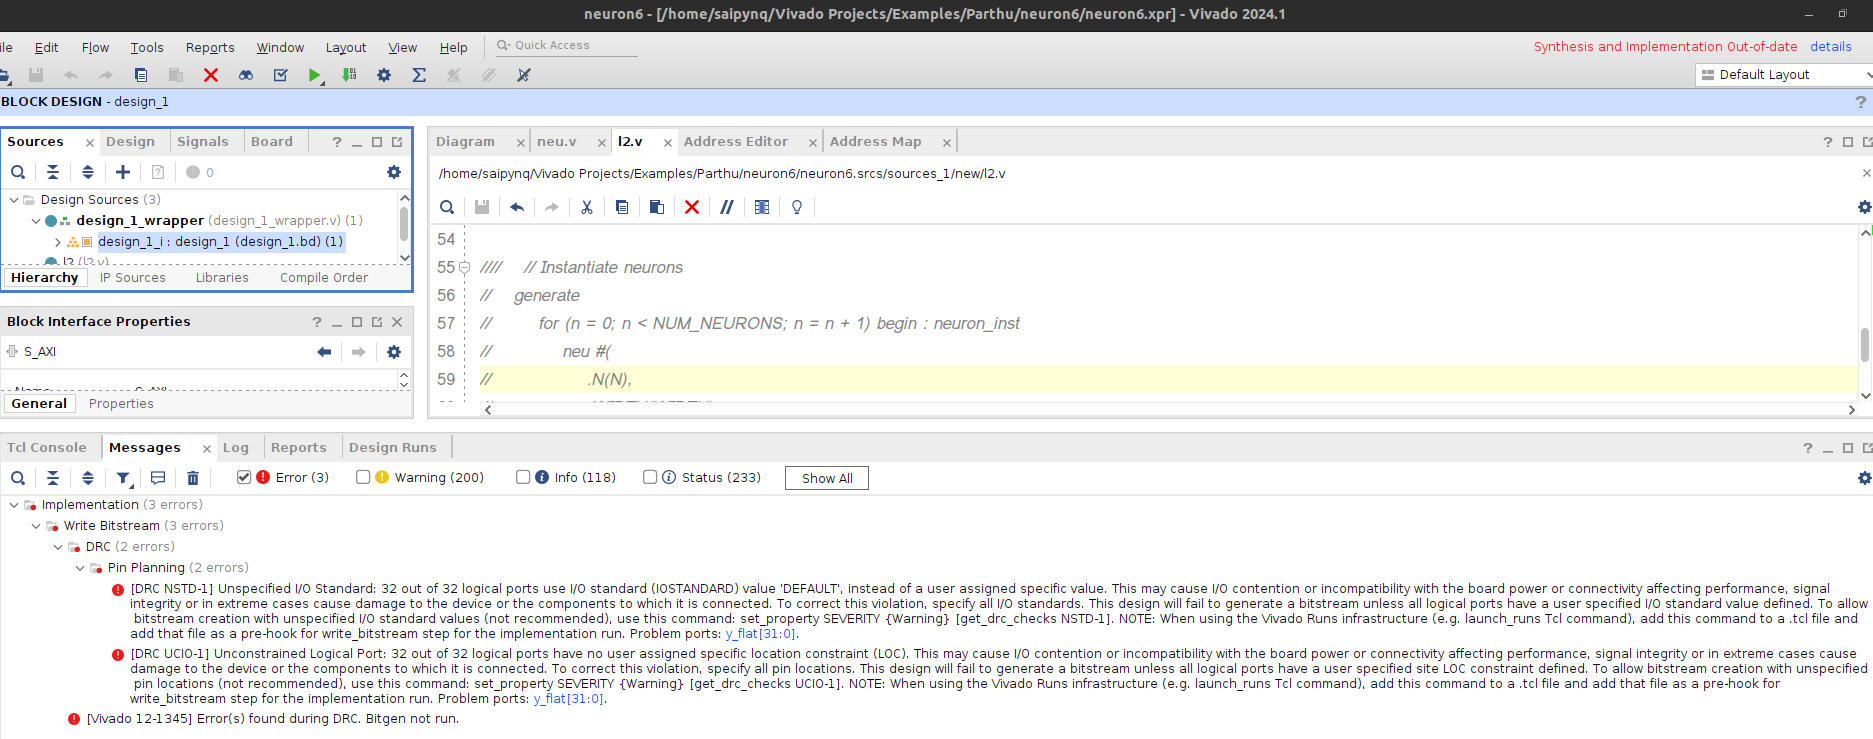 neuron6 - [/home/saipynq/Vivado Projects/Examples/Parthu/neuron6/neuron6.xpr] - Vivado 2024.1
ile Edit Flow Tools Reports Window Layout View Help Quick Access
Synthesis and Implementation Out-of-date details
Default Layout
BLOCK DESIGN - design_1 ?
Sources Design Signals Board ?
0
Design Sources (3)
design_1_wrapper (design_1_wrapper.v) (1)
design_1_i : design_1 (design_1.bd) (1)
l2 (l2.v)
Hierarchy IP Sources Libraries Compile Order
Block Interface Properties ?
S_AXI
Name S_AXI
General Properties
Diagram neu.v l2.v Address Editor Address Map ?
/home/saipynq/Vivado Projects/Examples/Parthu/neuron6/neuron6.srcs/sources_1/new/l2.v
54
55 //// // Instantiate neurons
56 // generate
57 // for (n = 0; n < NUM_NEURONS; n = n + 1) begin : neuron_inst
58 // neu #(
59 // .N(N),
Tcl Console Messages Log Reports Design Runs ?
Error (3) Warning (200) Info (118) Status (233) Show All
Implementation (3 errors)
Write Bitstream (3 errors)
DRC (2 errors)
Pin Planning (2 errors)
[DRC NSTD-1] Unspecified I/O Standard: 32 out of 32 logical ports use I/O standard (IOSTANDARD) value 'DEFAULT', instead of a user assigned specific value. This may cause I/O contention or incompatibility with the board power or connectivity affecting performance, signal
integrity or in extreme cases cause damage to the device or the components to which it is connected. To correct this violation, specify all I/O standards. This design will fail to generate a bitstream unless all logical ports have a user specified I/O standard value defined. To allow
bitstream creation with unspecified I/O standard values (not recommended), use this command: set_property SEVERITY {Warning} [get_drc_checks NSTD-1]. NOTE: When using the Vivado Runs infrastructure (e.g. launch_runs Tcl command), add this command to a .tcl file and
add that file as a pre-hook for write_bitstream step for the implementation run. Problem ports: y_flat[31:0].
[DRC UCIO-1] Unconstrained Logical Port: 32 out of 32 logical ports have no user assigned specific location constraint (LOC). This may cause I/O contention or incompatibility with the board power or connectivity affecting performance, signal integrity or in extreme cases cause
damage to the device or the components to which it is connected. To correct this violation, specify all pin locations. This design will fail to generate a bitstream unless all logical ports have a user specified site LOC constraint defined. To allow bitstream creation with unspecified
pin locations (not recommended), use this command: set_property SEVERITY {Warning} [get_drc_checks UCIO-1]. NOTE: When using the Vivado Runs infrastructure (e.g. launch_runs Tcl command), add this command to a .tcl file and add that file as a pre-hook for
write_bitstream step for the implementation run. Problem ports: y_flat[31:0].
[Vivado 12-1345] Error(s) found during DRC. Bitgen not run.